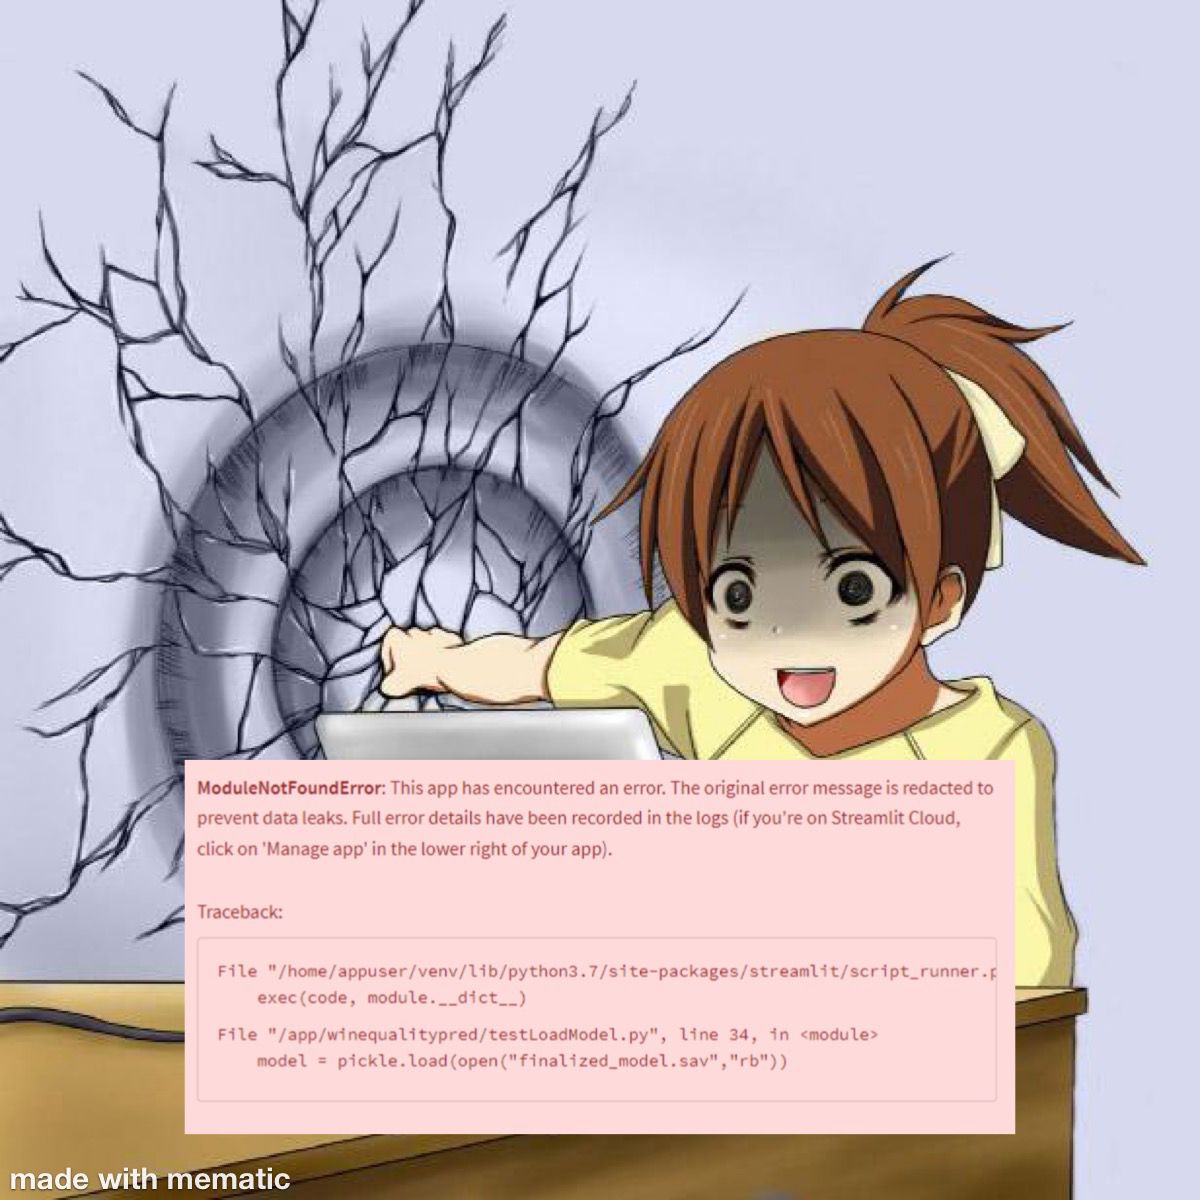 ModuleNotFoundError: This app has encountered an error. The original error message is redacted to
prevent data leaks. Full error details have been recorded in the logs (if you're on Streamlit Cloud,
click on 'Manage app' in the lower right of your app).
Traceback:
File "/home/appuser/venv/lib/python3.7/site-packages/streamlit/script_runner.p
exec(code, module.__dict__)
File "/app/winequalitypred/testLoadModel.py", line 34, in <module>
model = pickle.load(open("finalized_model.sav","rb"))
made with mematic